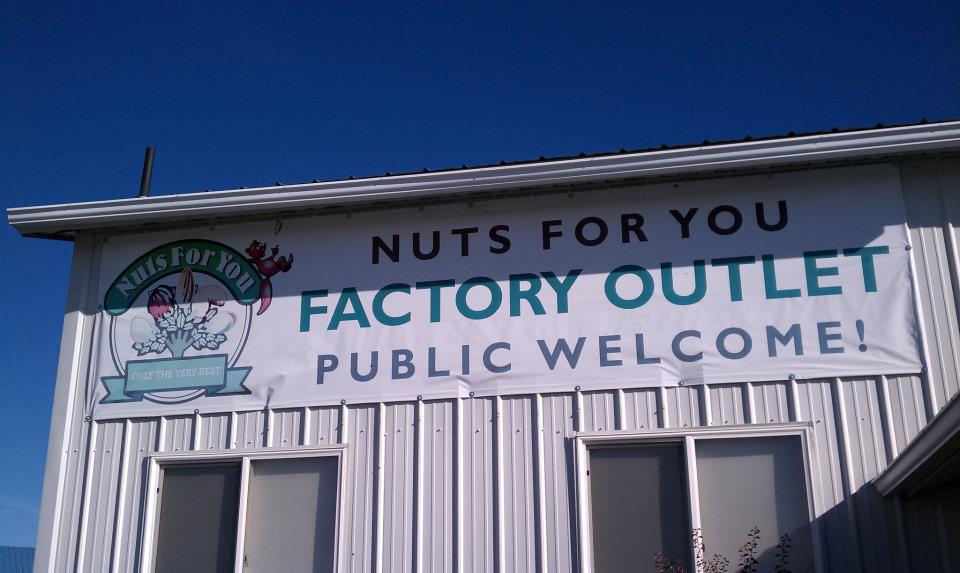 Nuts For You
ONLY THE VERY BEST
NUTS FOR YOU
FACTORY OUTLET
PUBLIC WELCOME!